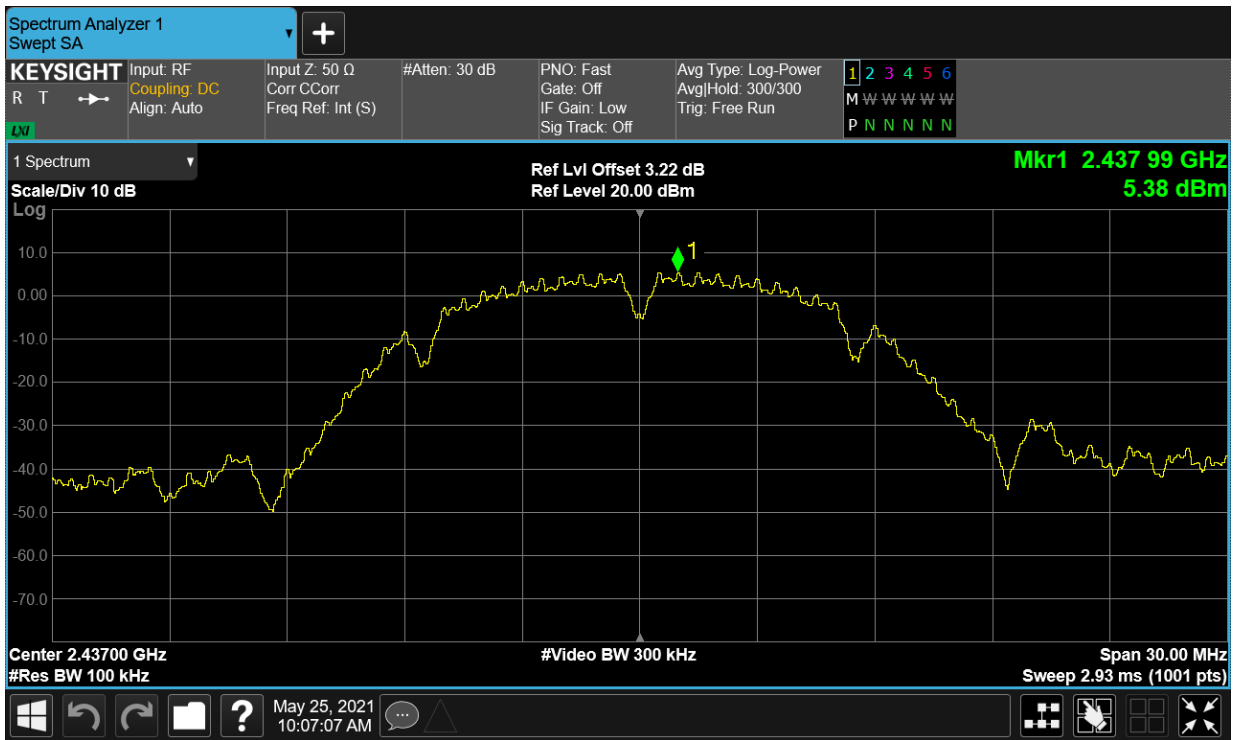 Spectrum Analyzer 1
Swept SA
KEYSIGHT
R T
LXI
Input: RF
Coupling: DC
Align: Auto
Input Z: 50 Ω
Corr CCorr
Freq Ref: Int (S)
#Atten: 30 dB
PNO: Fast
Gate: Off
IF Gain: Low
Sig Track: Off
Avg Type: Log-Power
Avg|Hold: 300/300
Trig: Free Run
1 2 3 4 5 6
M W W W W W
P N N N N N
1 Spectrum
Scale/Div 10 dB
Log
Ref Lvl Offset 3.22 dB
Ref Level 20.00 dBm
Mkr1 2.437 99 GHz
5.38 dBm
1
10.0
0.00
-10.0
-20.0
-30.0
-40.0
-50.0
-60.0
-70.0
Center 2.43700 GHz
#Res BW 100 kHz
#Video BW 300 kHz
Span 30.00 MHz
Sweep 2.93 ms (1001 pts)
?
May 25, 2021
10:07:07 AM